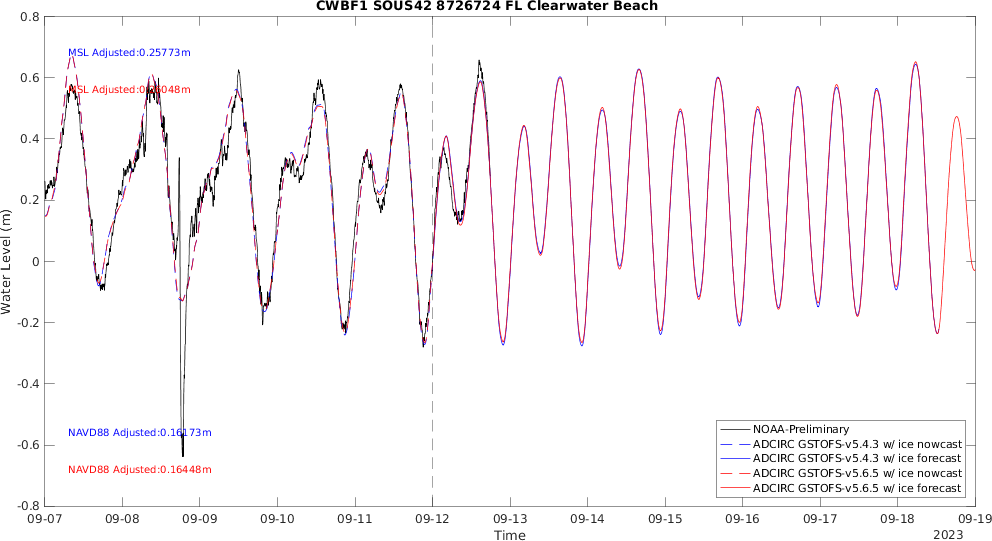 CWBF1 SOUS42 8726724 FL Clearwater Beach
Water Level (m)
0.8
0.6
0.4
0.2
0
-0.2
-0.4
-0.6
-0.8
MSL Adjusted:0.25773m
MSL Adjusted:0.26048m
NAVD88 Adjusted:0.16173m
NAVD88 Adjusted:0.16448m
NOAA-Preliminary
ADCIRC GSTOFS-v5.4.3 w/ ice nowcast
ADCIRC GSTOFS-v5.4.3 w/ ice forecast
ADCIRC GSTOFS-v5.6.5 w/ ice nowcast
ADCIRC GSTOFS-v5.6.5 w/ ice forecast
09-07 09-08 09-09 09-10 09-11 09-12 09-13 09-14 09-15 09-16 09-17 09-18 09-19
Time
2023